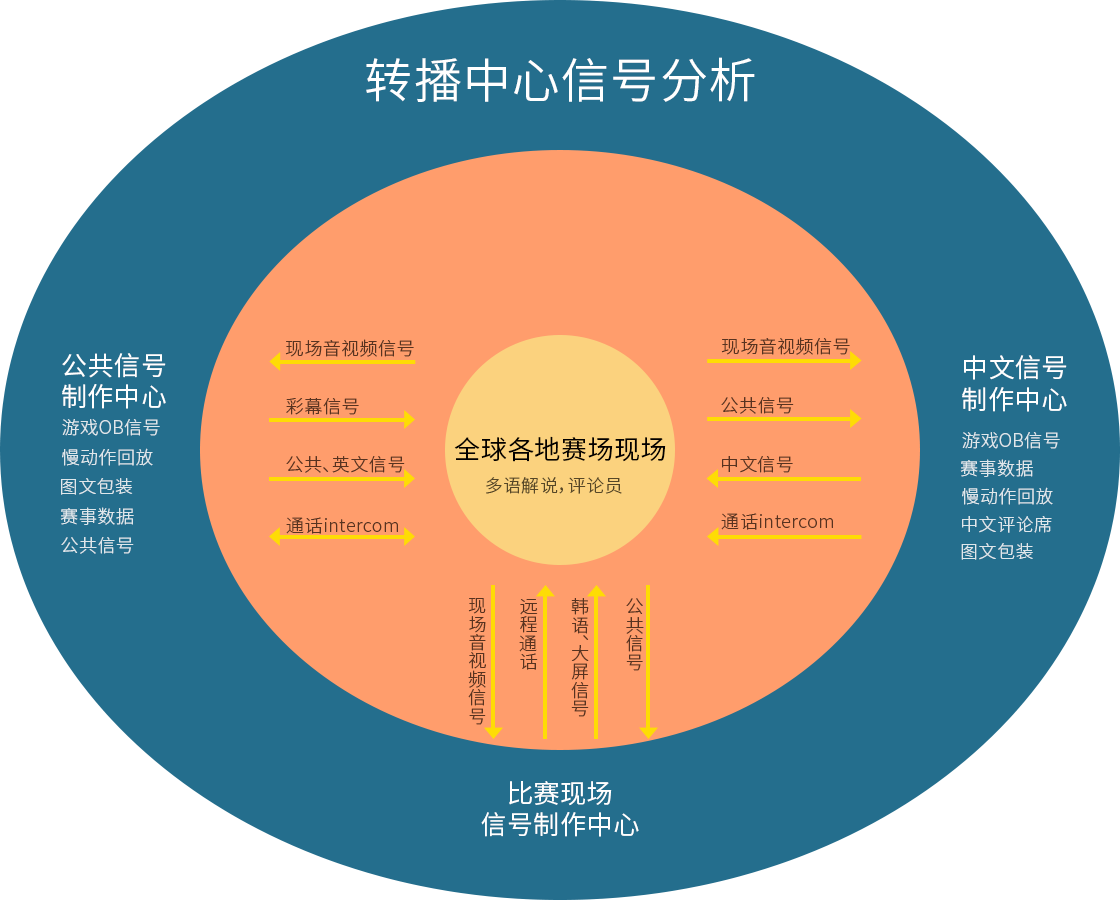 转播中心信号分析
公共信号
制作中心
游戏OB信号
慢动作回放
图文包装
赛事数据
公共信号
现场音视频信号
彩幕信号
公共、英文信号
通话intercom
全球各地赛场现场
多语解说，评论员
现场音视频信号
公共信号
中文信号
通话intercom
中文信号
制作中心
游戏OB信号
赛事数据
慢动作回放
中文评论席
图文包装
现场音视频信号
远程通话
韩语、大屏信号
公共信号
比赛现场
信号制作中心